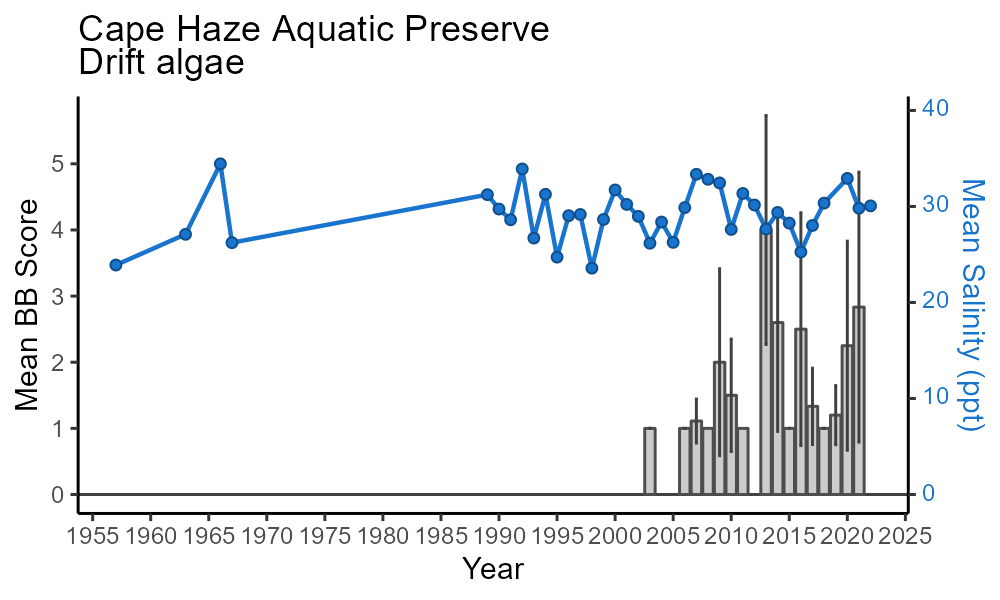 Cape Haze Aquatic Preserve
Drift algae
Mean BB Score
5
4
3
2
1
0
40
30
20
10
0
Mean Salinity (ppt)
1955 1960 1965 1970 1975 1980 1985 1990 1995 2000 2005 2010 2015 2020 2025
Year